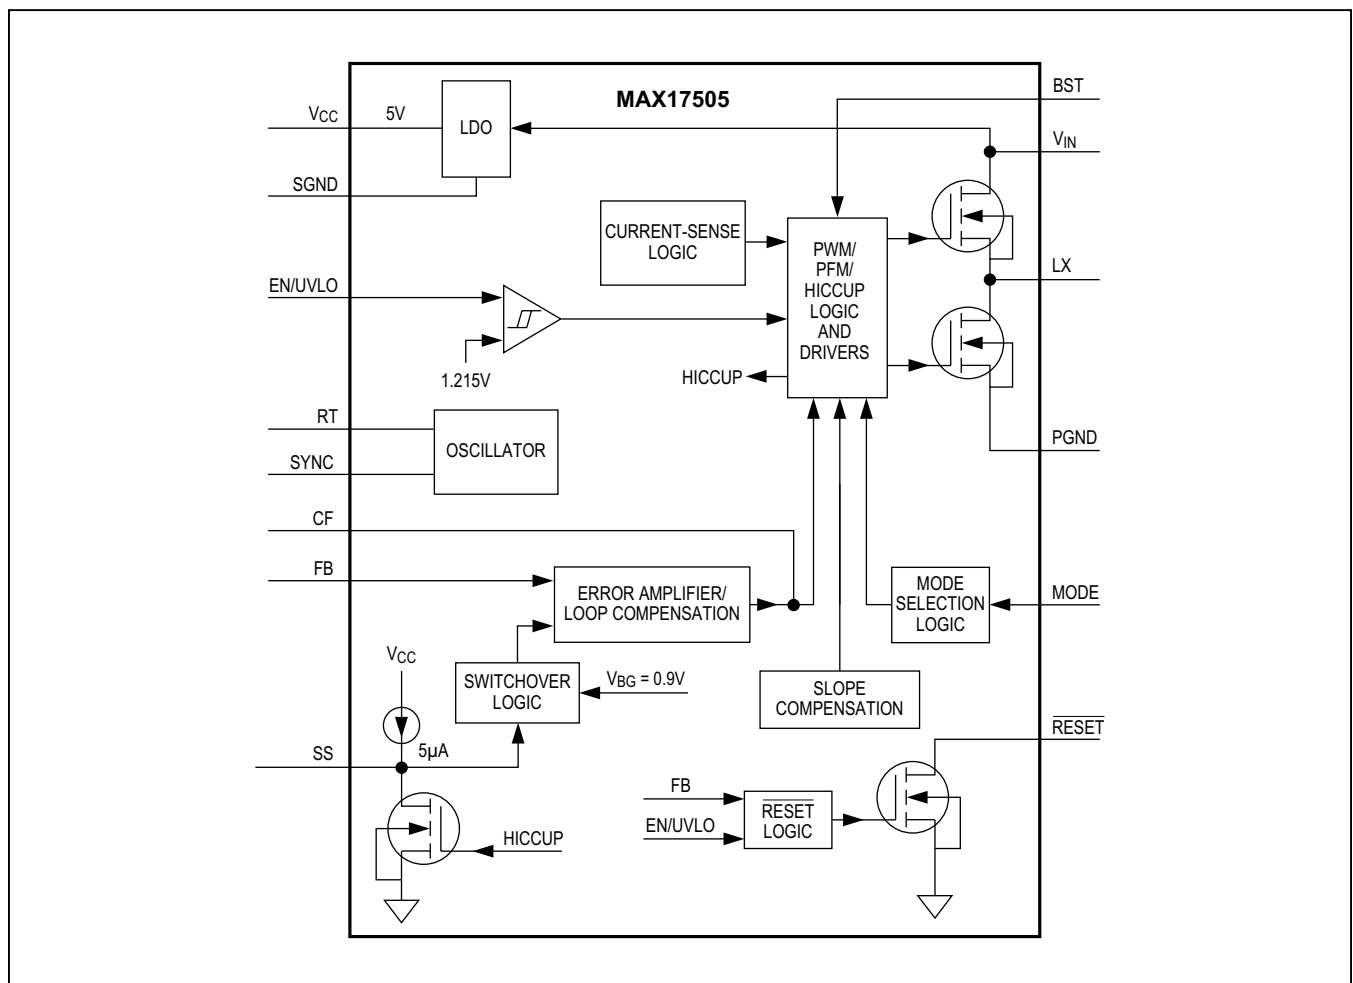 MAX17505
BST
VCC
5V
LDO
VIN
SGND
CURRENT-SENSE
LOGIC
PWM/
PFM/
HICCUP
LOGIC
AND
DRIVERS
LX
EN/UVLO
1.215V
HICCUP
RT
OSCILLATOR
SYNC
PGND
CF
FB
ERROR AMPLIFIER/
LOOP COMPENSATION
MODE
SELECTION
LOGIC
MODE
VCC
SWITCHOVER
LOGIC
VBG = 0.9V
SLOPE
COMPENSATION
RESET
SS
5µA
FB
EN/UVLO
RESET
LOGIC
HICCUP